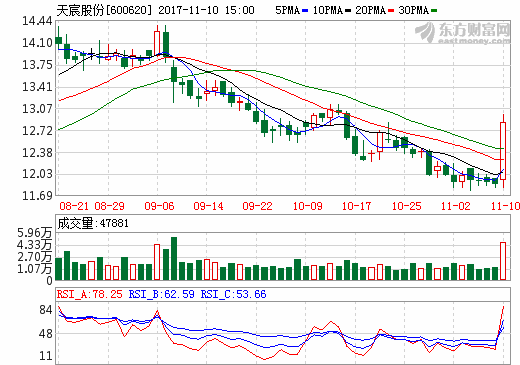 天宸股份[600620] 2017-11-10 15:00 5PMA 10PMA 20PMA 30PMA
东方财富网
eastmoney.com
14.44
14.10
13.75
13.41
13.07
12.72
12.38
12.03
11.69
08-21 08-29 09-06 09-14 09-22 10-09 10-17 10-25 11-02 11-10
成交量:47881
5.96万
4.33万
2.70万
1.07万
0
RSI_A:78.25 RSI_B:62.59 RSI_C:53.66
84
48
11